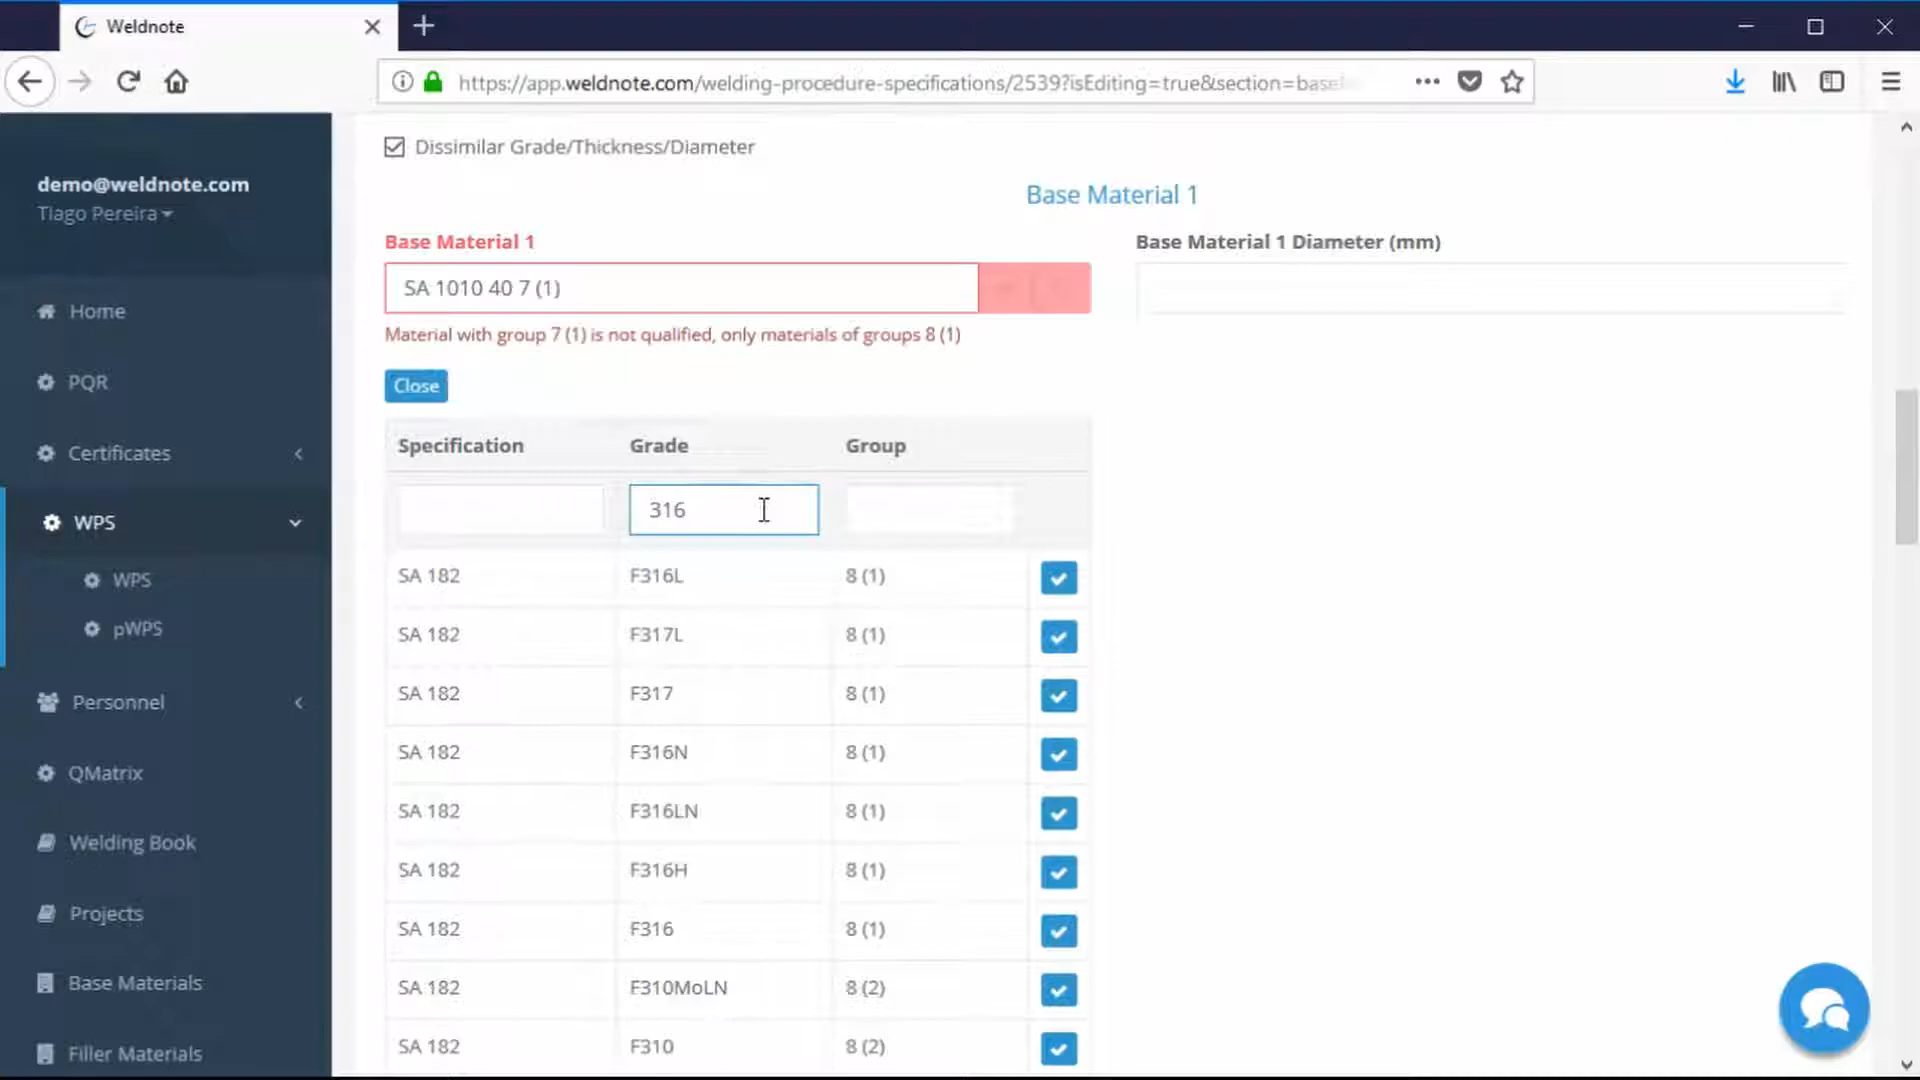 Weldnote
https://app.weldnote.com/welding-procedure-specifications/2539?isEditing=true&section=basel
demo@weldnote.com
Tiago Pereira
Home
PQR
Certificates
WPS
WPS
pWPS
Personnel
QMatrix
Welding Book
Projects
Base Materials
Filler Materials
Dissimilar Grade/Thickness/Diameter
Base Material 1
Base Material 1
Base Material 1 Diameter (mm)
SA 1010 40 7 (1)
Material with group 7 (1) is not qualified, only materials of groups 8 (1)
Close
Specification Grade Group
316
SA 182 F316L 8 (1)
SA 182 F317L 8 (1)
SA 182 F317 8 (1)
SA 182 F316N 8 (1)
SA 182 F316LN 8 (1)
SA 182 F316H 8 (1)
SA 182 F316 8 (1)
SA 182 F310MoLN 8 (2)
SA 182 F310 8 (2)